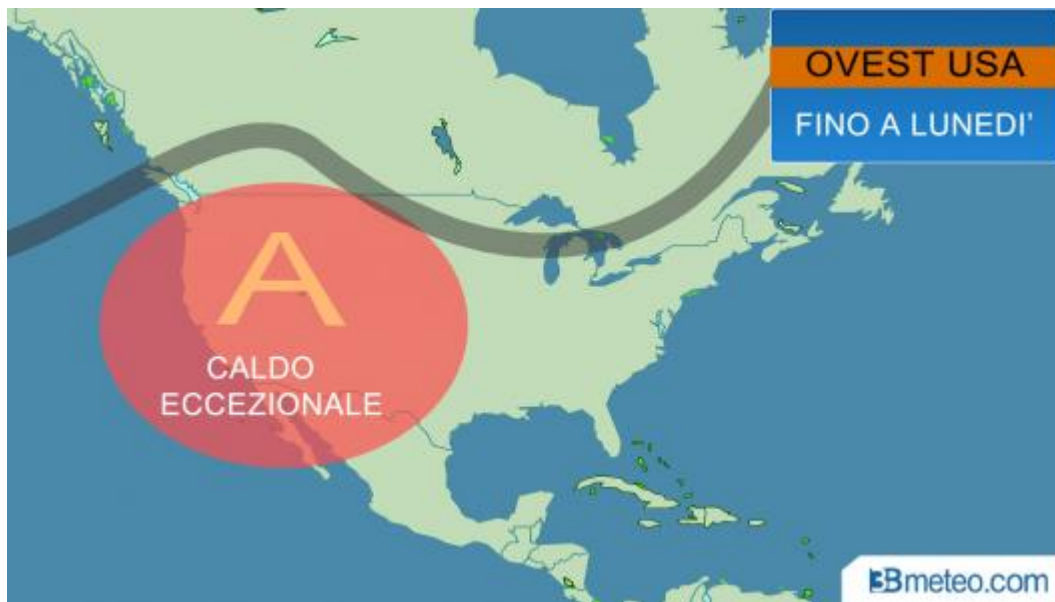 OVEST USA
FINO A LUNEDI'
A
CALDO
ECCEZIONALE
3Bmeteo.com